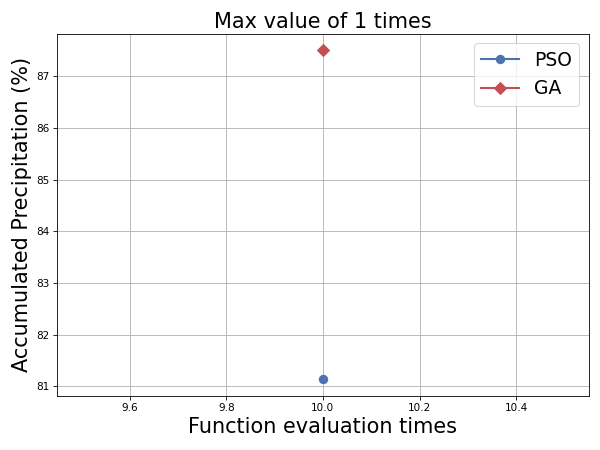 Max value of 1 times
PSO
GA
Accumulated Precipitation (%)
87
86
85
84
83
82
81
9.6 9.8 10.0 10.2 10.4
Function evaluation times